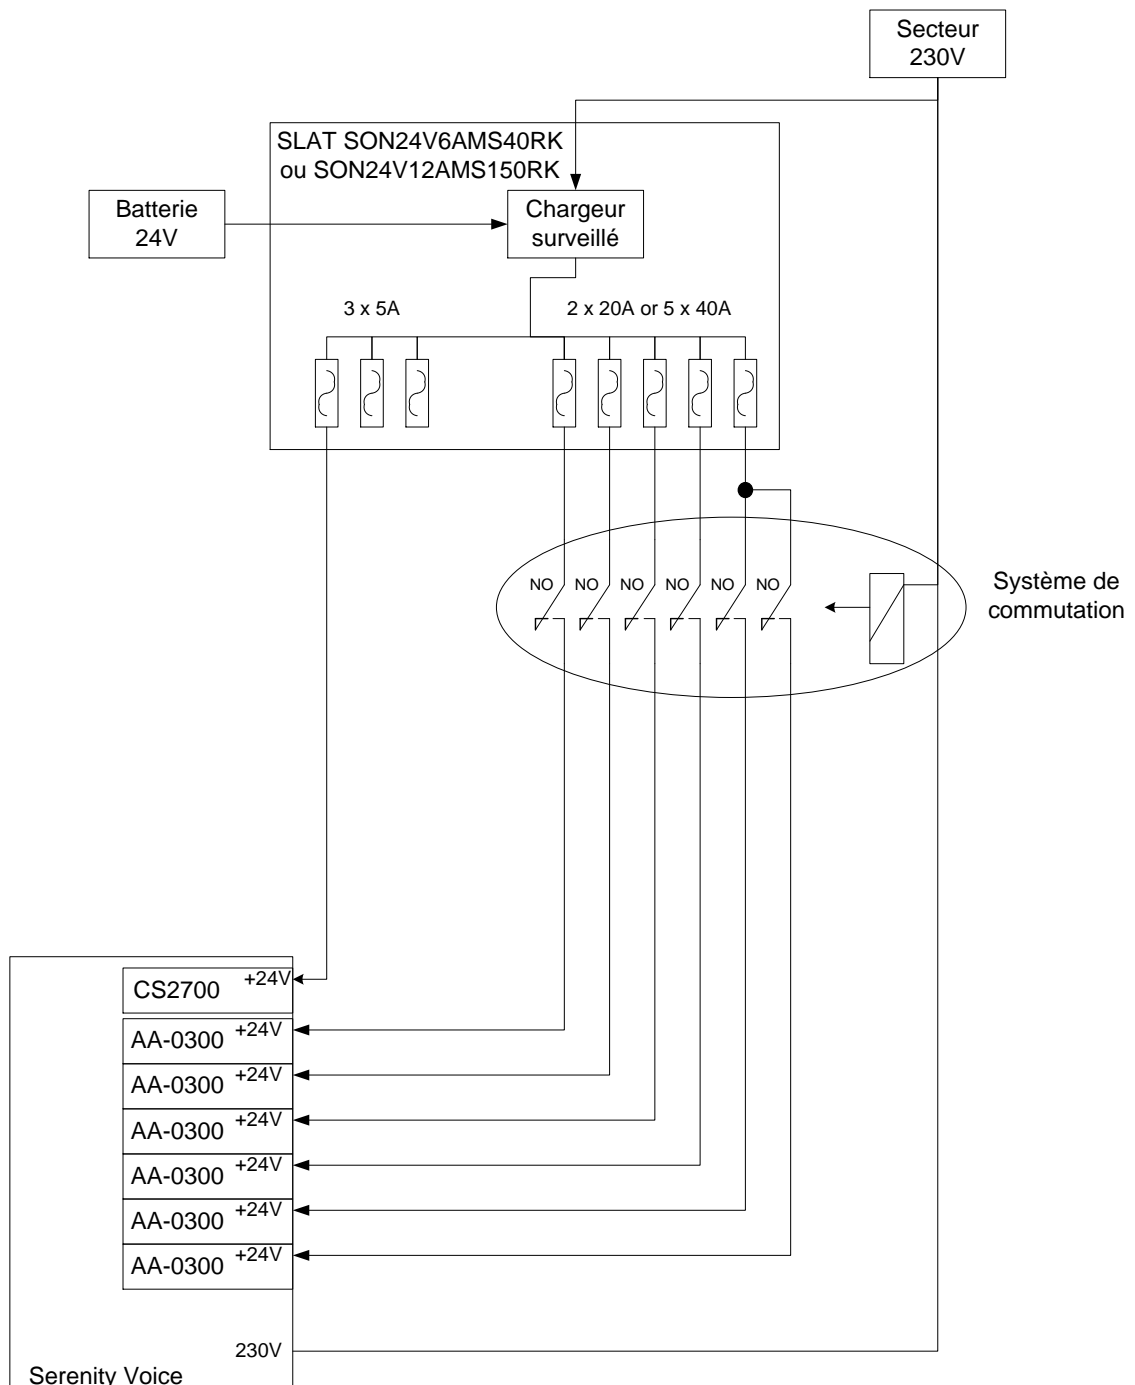 Secteur
230V
SLAT SON24V6AMS40RK
ou SON24V12AMS150RK
Batterie
24V
Chargeur
surveillé
3 x 5A
2 x 20A or 5 x 40A
NO
NO
NO
NO
NO
NO
Système de
commutation
CS2700
+24V
AA-0300
+24V
AA-0300
+24V
AA-0300
+24V
AA-0300
+24V
AA-0300
+24V
AA-0300
+24V
230V
Serenity Voice